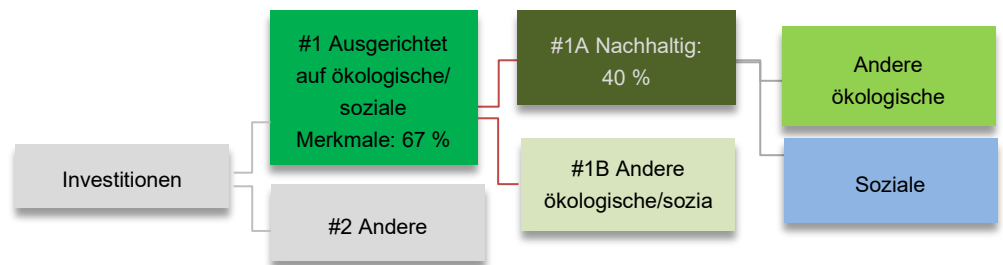 Investitionen
#1 Ausgerichtet
auf ökologische/
soziale
Merkmale: 67 %
#2 Andere
#1A Nachhaltig:
40 %
#1B Andere
ökologische/sozia
Andere
ökologische
Soziale